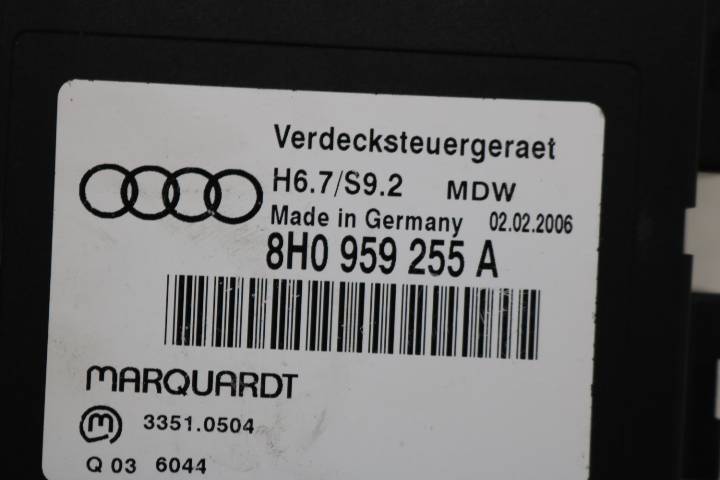 Verdecksteuergeraet
H6.7/S9.2 MDW
Made in Germany 02.02.2006
8H0 959 255 A
MARQUARDT
m 3351.0504
Q 03 6044